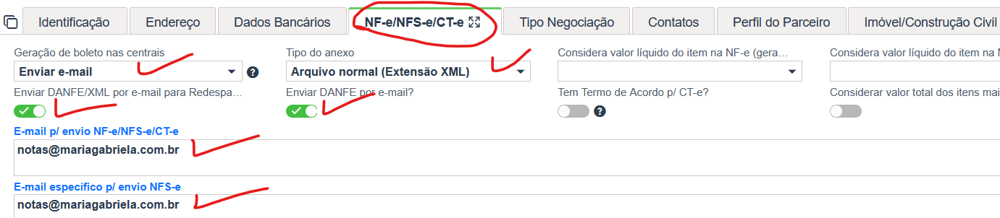 Identificação Endereço Dados Bancários NF-e/NFS-e/CT-e Tipo Negociação Contatos Perfil do Parceiro Imóvel/Construção Civil
Geração de boleto nas centrais Tipo do anexo Considera valor líquido do item na NF-e (gera... Considera valor líquido do item na N
Enviar e-mail ? Arquivo normal (Extensão XML)
Enviar DANFE/XML por e-mail para Redespa... Enviar DANFE por e-mail? Tem Termo de Acordo p/ CT-e? Considerar valor total dos itens mai
?
E-mail p/ envio NF-e/NFS-e/CT-e
notas@mariagabriela.com.br
E-mail específico p/ envio NFS-e
notas@mariagabriela.com.br